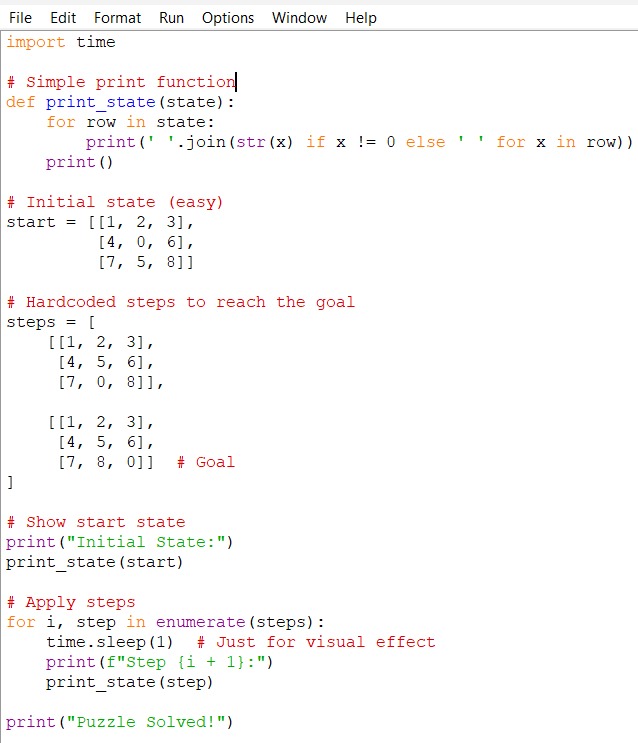 File Edit Format Run Options Window Help
import time

# Simple print function
def print_state(state):
    for row in state:
        print(' '.join(str(x) if x != 0 else ' ' for x in row))
    print()

# Initial state (easy)
start = [[1, 2, 3],
         [4, 0, 6],
         [7, 5, 8]]

# Hardcoded steps to reach the goal
steps = [
    [[1, 2, 3],
     [4, 5, 6],
     [7, 0, 8]],

    [[1, 2, 3],
     [4, 5, 6],
     [7, 8, 0]]  # Goal
]

# Show start state
print("Initial State:")
print_state(start)

# Apply steps
for i, step in enumerate(steps):
    time.sleep(1)  # Just for visual effect
    print(f"Step {i + 1}:")
    print_state(step)

print("Puzzle Solved!")